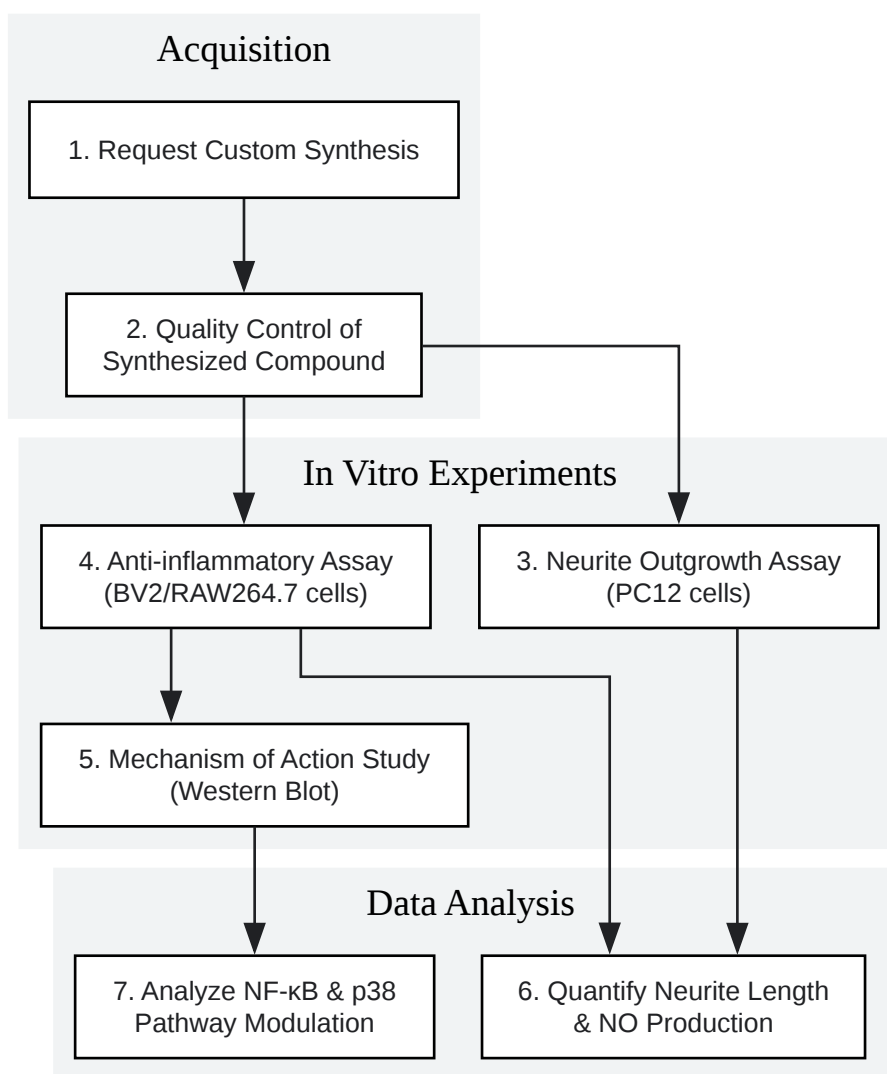 Acquisition
1. Request Custom Synthesis
2. Quality Control of
Synthesized Compound
In Vitro Experiments
4. Anti-inflammatory Assay
(BV2/RAW264.7 cells)
3. Neurite Outgrowth Assay
(PC12 cells)
5. Mechanism of Action Study
(Western Blot)
Data Analysis
7. Analyze NF-κB & p38
Pathway Modulation
6. Quantify Neurite Length
& NO Production